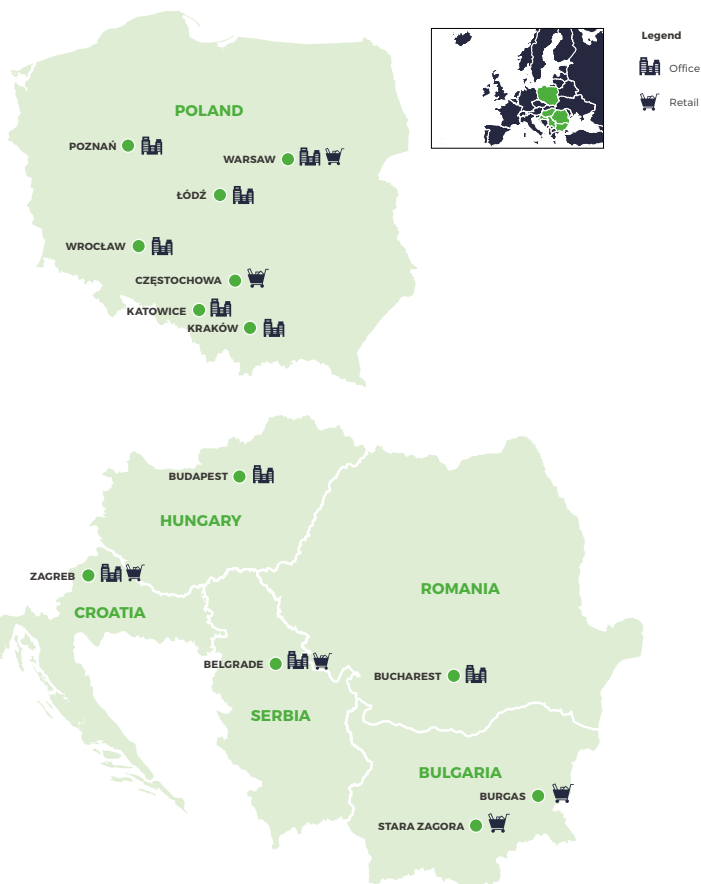 Legend
Office
Retail
POLAND
POZNAŃ
WARSAW
ŁÓDŹ
WROCŁAW
CZĘSTOCHOWA
KATOWICE
KRAKÓW
BUDAPEST
HUNGARY
ZAGREB
CROATIA
ROMANIA
BELGRADE
BUCHAREST
SERBIA
BULGARIA
BURGAS
STARA ZAGORA